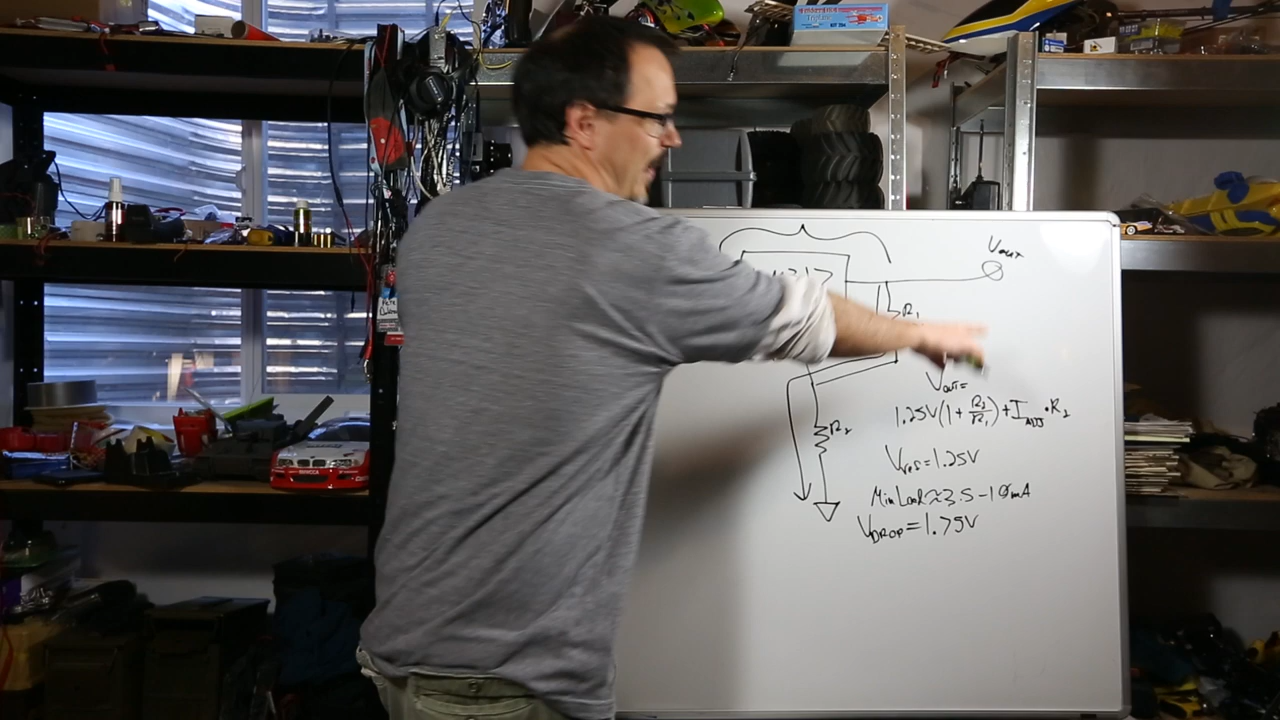 Vout
R1
Vout=
1.25V(1+R2/R1)+IADJ•R2
R2
Vref=1.25V
Min Load≈3.5-10mA
VDROP=1.75V